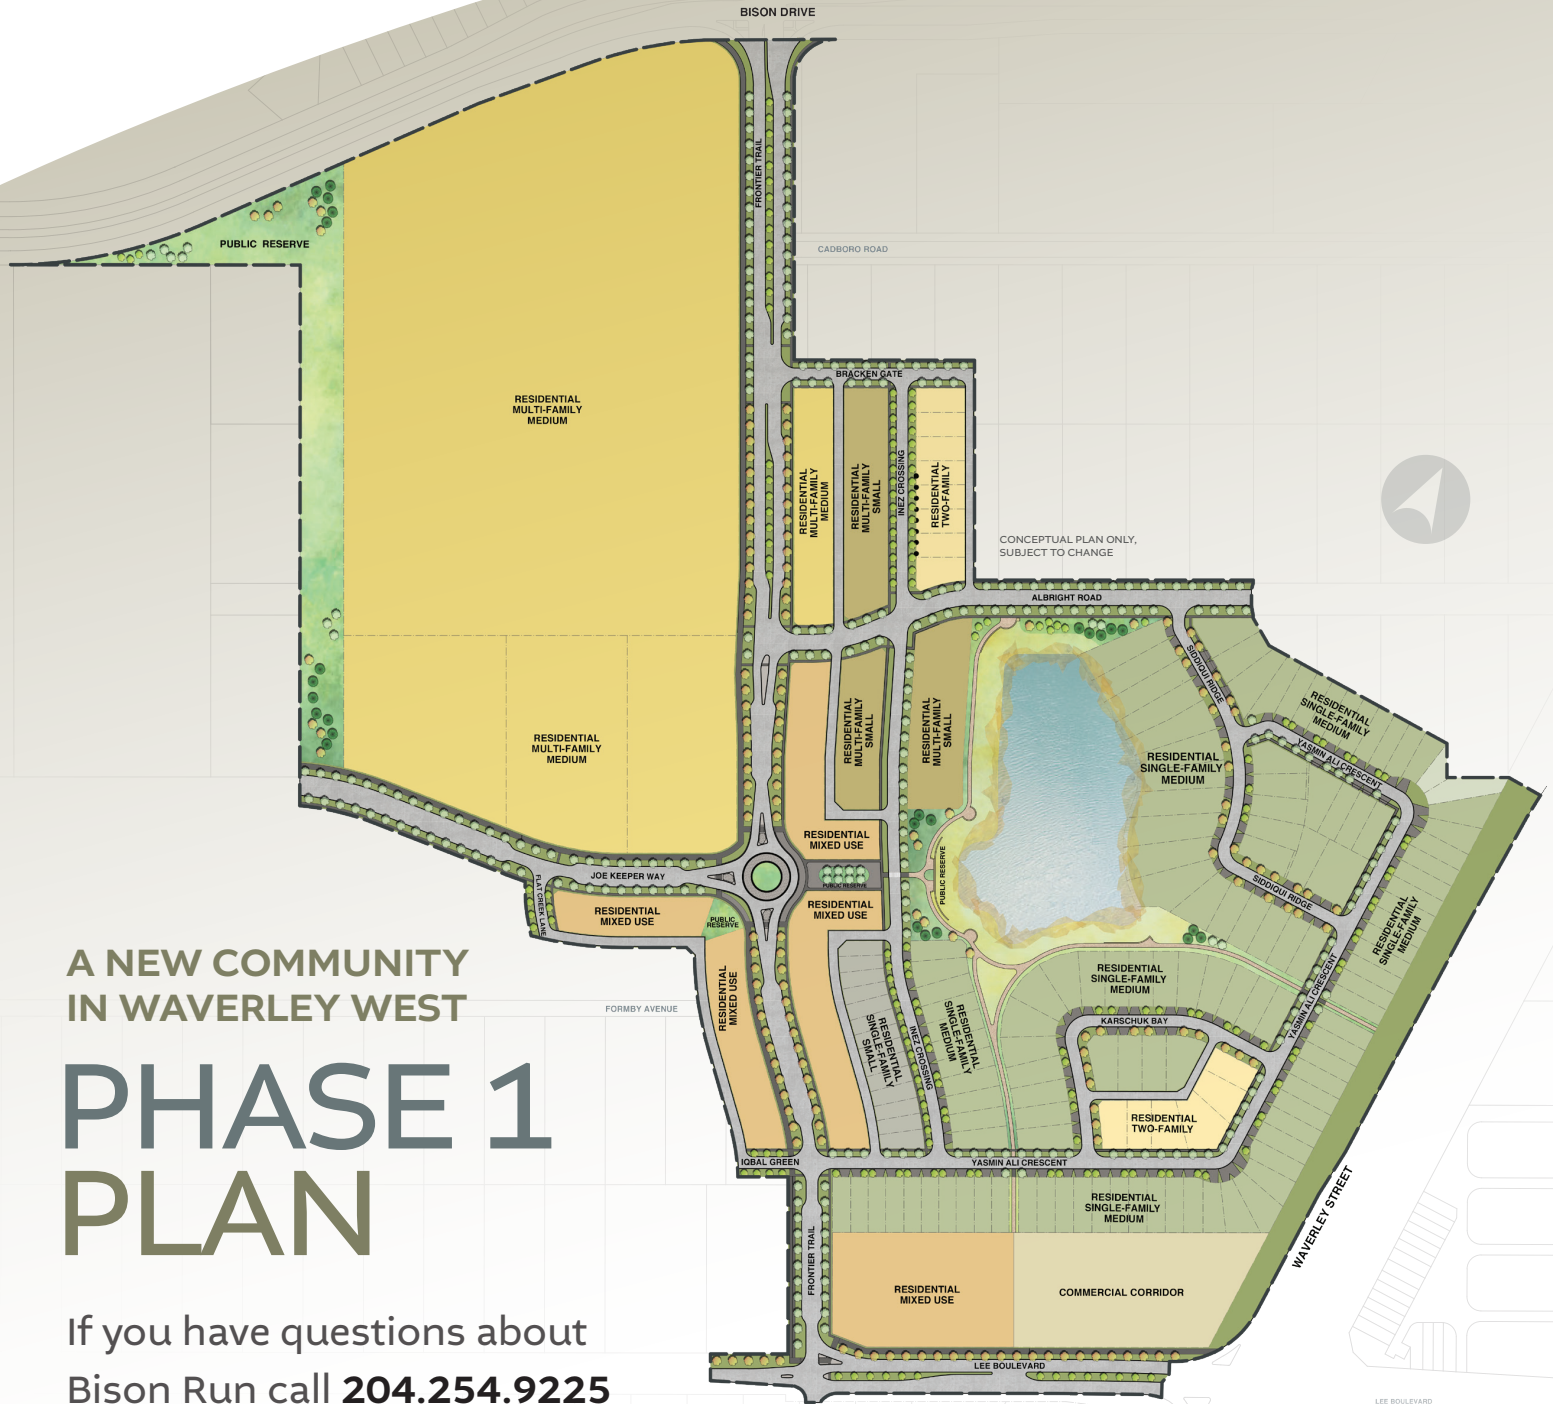 BISON DRIVE
FRONTIER TRAIL
PUBLIC RESERVE
CADBORO ROAD
BRACKEN GATE
RESIDENTIAL
MULTI-FAMILY
MEDIUM
RESIDENTIAL
MULTI-FAMILY
MEDIUM
RESIDENTIAL
MULTI-FAMILY
SMALL
INEZ CROSSING
RESIDENTIAL
TWO-FAMILY
CONCEPTUAL PLAN ONLY,
SUBJECT TO CHANGE
ALBRIGHT ROAD
SIDDIQUI RIDGE
RESIDENTIAL
SINGLE-FAMILY
MEDIUM
YASMIN ALI CRESCENT
RESIDENTIAL
MULTI-FAMILY
MEDIUM
RESIDENTIAL
MULTI-FAMILY
SMALL
RESIDENTIAL
MULTI-FAMILY
SMALL
RESIDENTIAL
SINGLE-FAMILY
MEDIUM
RESIDENTIAL
MIXED USE
JOE KEEPER WAY
PUBLIC RESERVE
PUBLIC RESERVE
SIDDIQUI RIDGE
FLAT CREEK LANE
RESIDENTIAL
MIXED USE
PUBLIC
RESERVE
RESIDENTIAL
MIXED USE
RESIDENTIAL
SINGLE-FAMILY
MEDIUM
A NEW COMMUNITY
IN WAVERLEY WEST
RESIDENTIAL
MIXED USE
FORMBY AVENUE
RESIDENTIAL
SINGLE-FAMILY
SMALL
INEZ CROSSING
RESIDENTIAL
SINGLE-FAMILY
MEDIUM
RESIDENTIAL
SINGLE-FAMILY
MEDIUM
YASMIN ALI CRESCENT
KARSCHUK BAY
PHASE 1
PLAN
RESIDENTIAL
TWO-FAMILY
IQBAL GREEN
YASMIN ALI CRESCENT
RESIDENTIAL
SINGLE-FAMILY
MEDIUM
WAVERLEY STREET
FRONTIER TRAIL
RESIDENTIAL
MIXED USE
COMMERCIAL CORRIDOR
LEE BOULEVARD
LEE BOULEVARD
If you have questions about
Bison Run call 204.254.9225